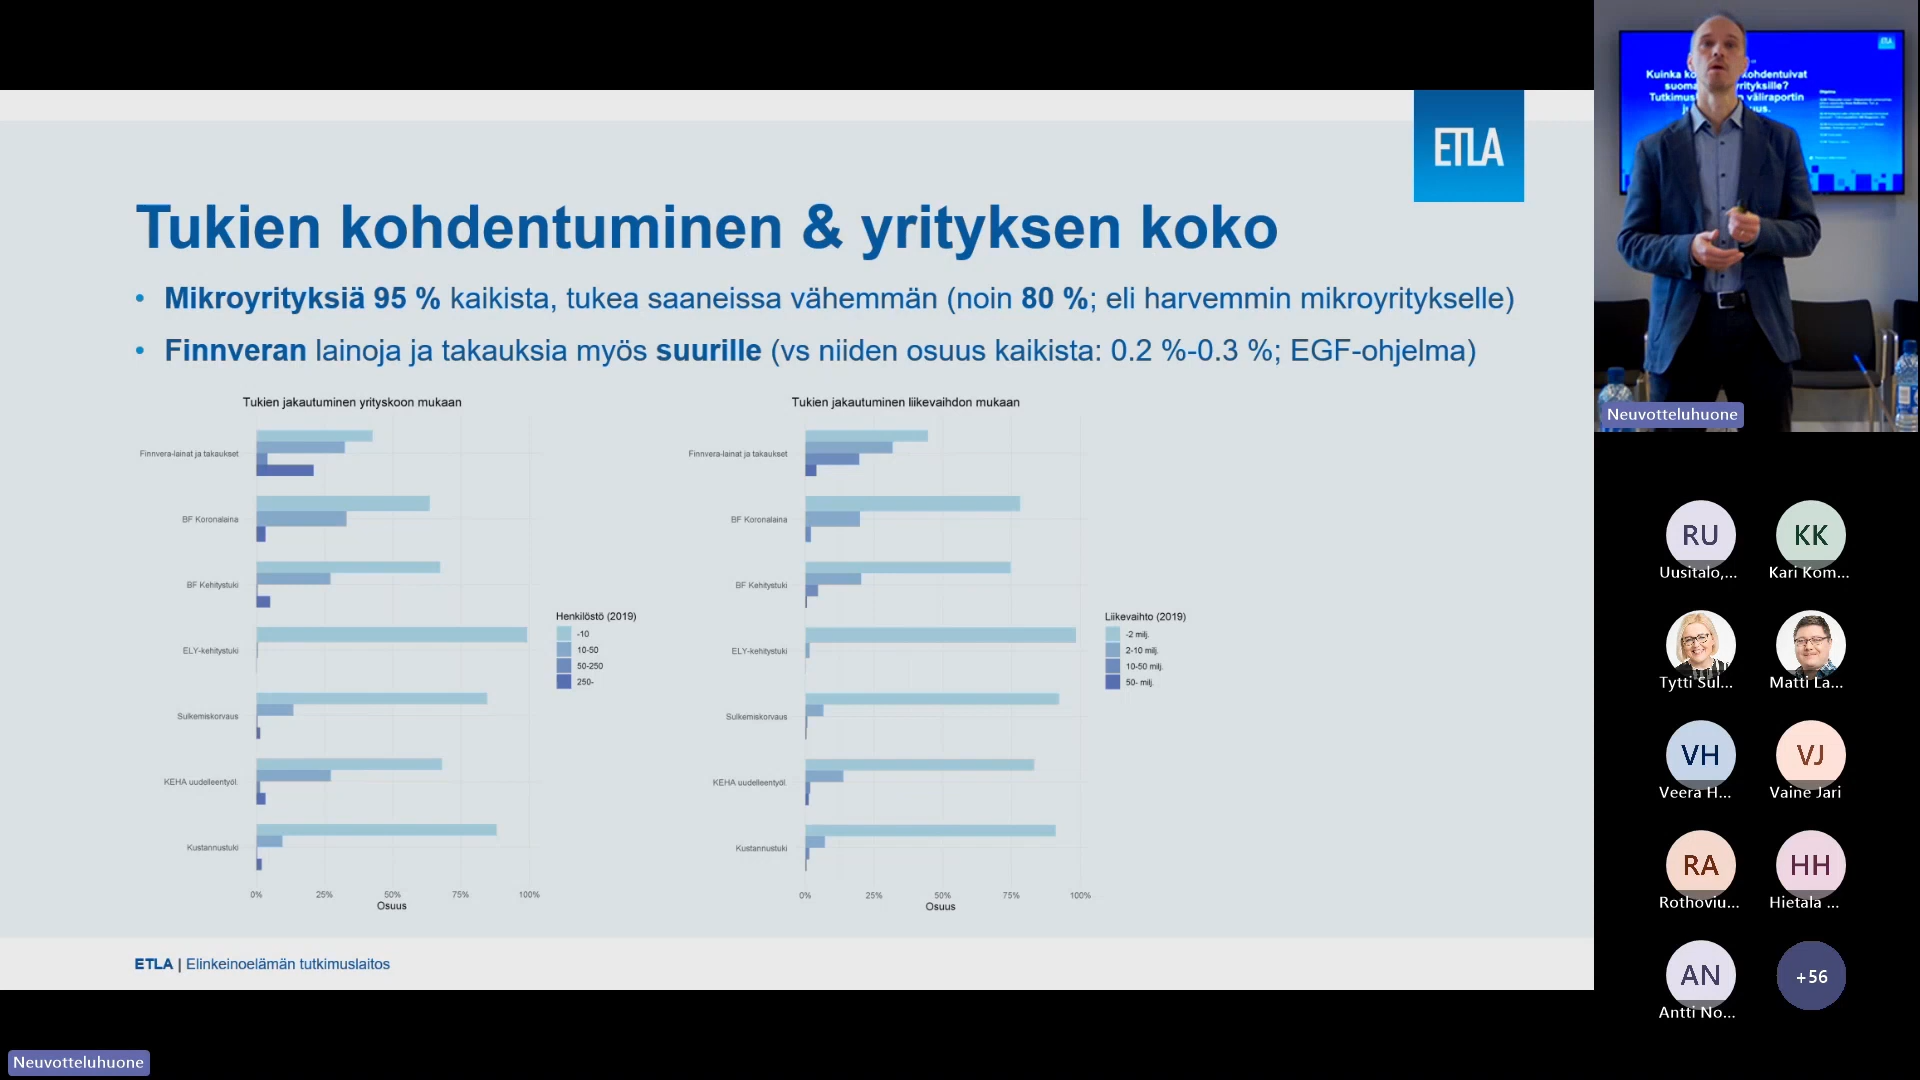 ETLA
Tukien kohdentuminen & yrityksen koko
• Mikroyrityksiä 95 % kaikista, tukea saaneissa vähemmän (noin 80 %; eli harvemmin mikroyritykselle)
• Finnveran lainoja ja takauksia myös suurille (vs niiden osuus kaikista: 0.2 %-0.3 %; EGF-ohjelma)
Tukien jakautuminen yrityskoon mukaan
Finnvera-lainat ja takaukset
BF Koronalaina
BF Kehitystuki
ELY-kehitystuki
Sulkemiskorvaus
KEHA uudelleentyöl.
Kustannustuki
0% 25% 50% 75% 100%
Osuus
Henkilöstö (2019)
-10
10-50
50-250
250-
Tukien jakautuminen liikevaihdon mukaan
Finnvera-lainat ja takaukset
BF Koronalaina
BF Kehitystuki
ELY-kehitystuki
Sulkemiskorvaus
KEHA uudelleentyöl.
Kustannustuki
0% 25% 50% 75% 100%
Osuus
Liikevaihto (2019)
-2 milj.
2-10 milj.
10-50 milj.
50- milj.
ETLA | Elinkeinoelämän tutkimuslaitos
Neuvotteluhuone
ETLA
Kuinka kohdentuivat
Tutkimus väliraportin
Neuvotteluhuone
RU KK
Uusitalo,... Kari Kom...
Tytti Sul... Matti La...
VH VJ
Veera H... Vaine Jari
RA HH
Rothoviu... Hietala ...
AN +56
Antti No...